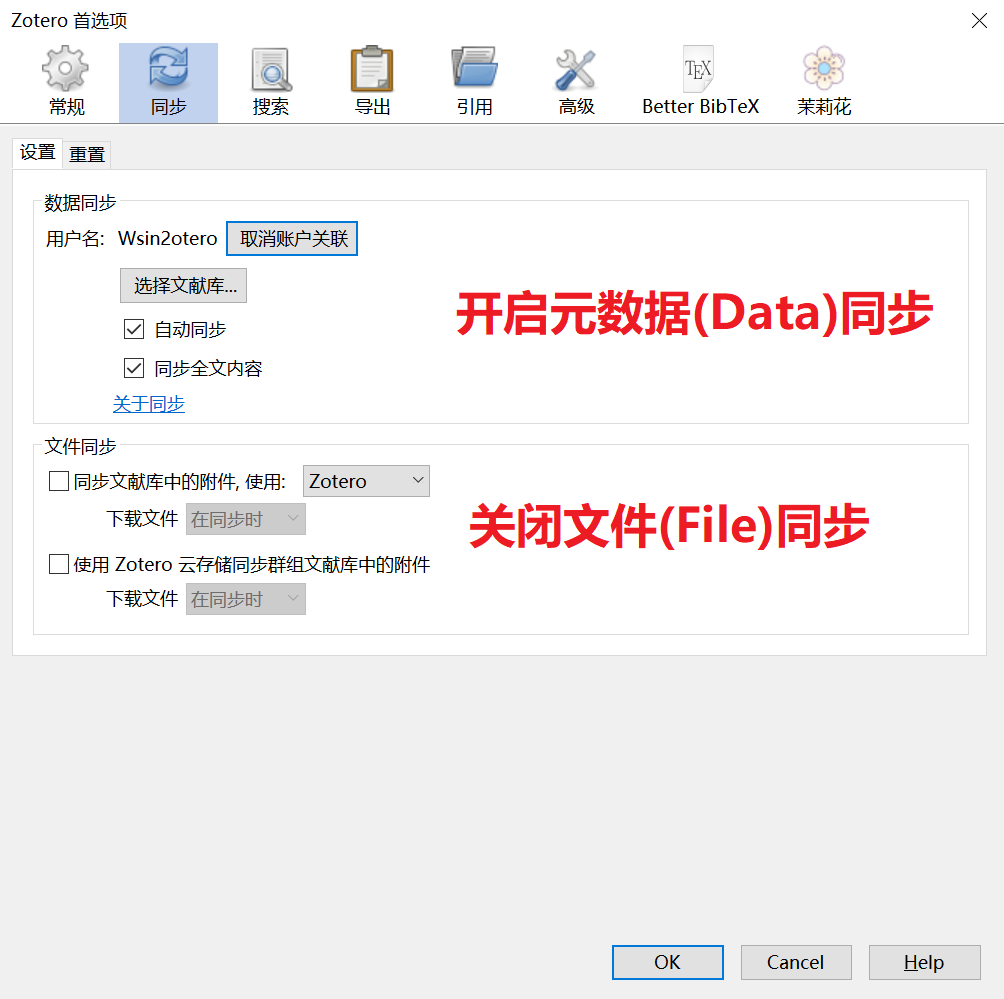 Zotero 首选项
常规 同步 搜索 导出 引用 高级 Better BibTeX 茉莉花
TEX
设置 重置
数据同步
用户名: Wsin2otero 取消账户关联
选择文献库...
自动同步
同步全文内容
关于同步
开启元数据(Data)同步
文件同步
同步文献库中的附件, 使用: Zotero
下载文件 在同步时
使用 Zotero 云存储同步群组文献库中的附件
下载文件 在同步时
关闭文件(File)同步
OK Cancel Help